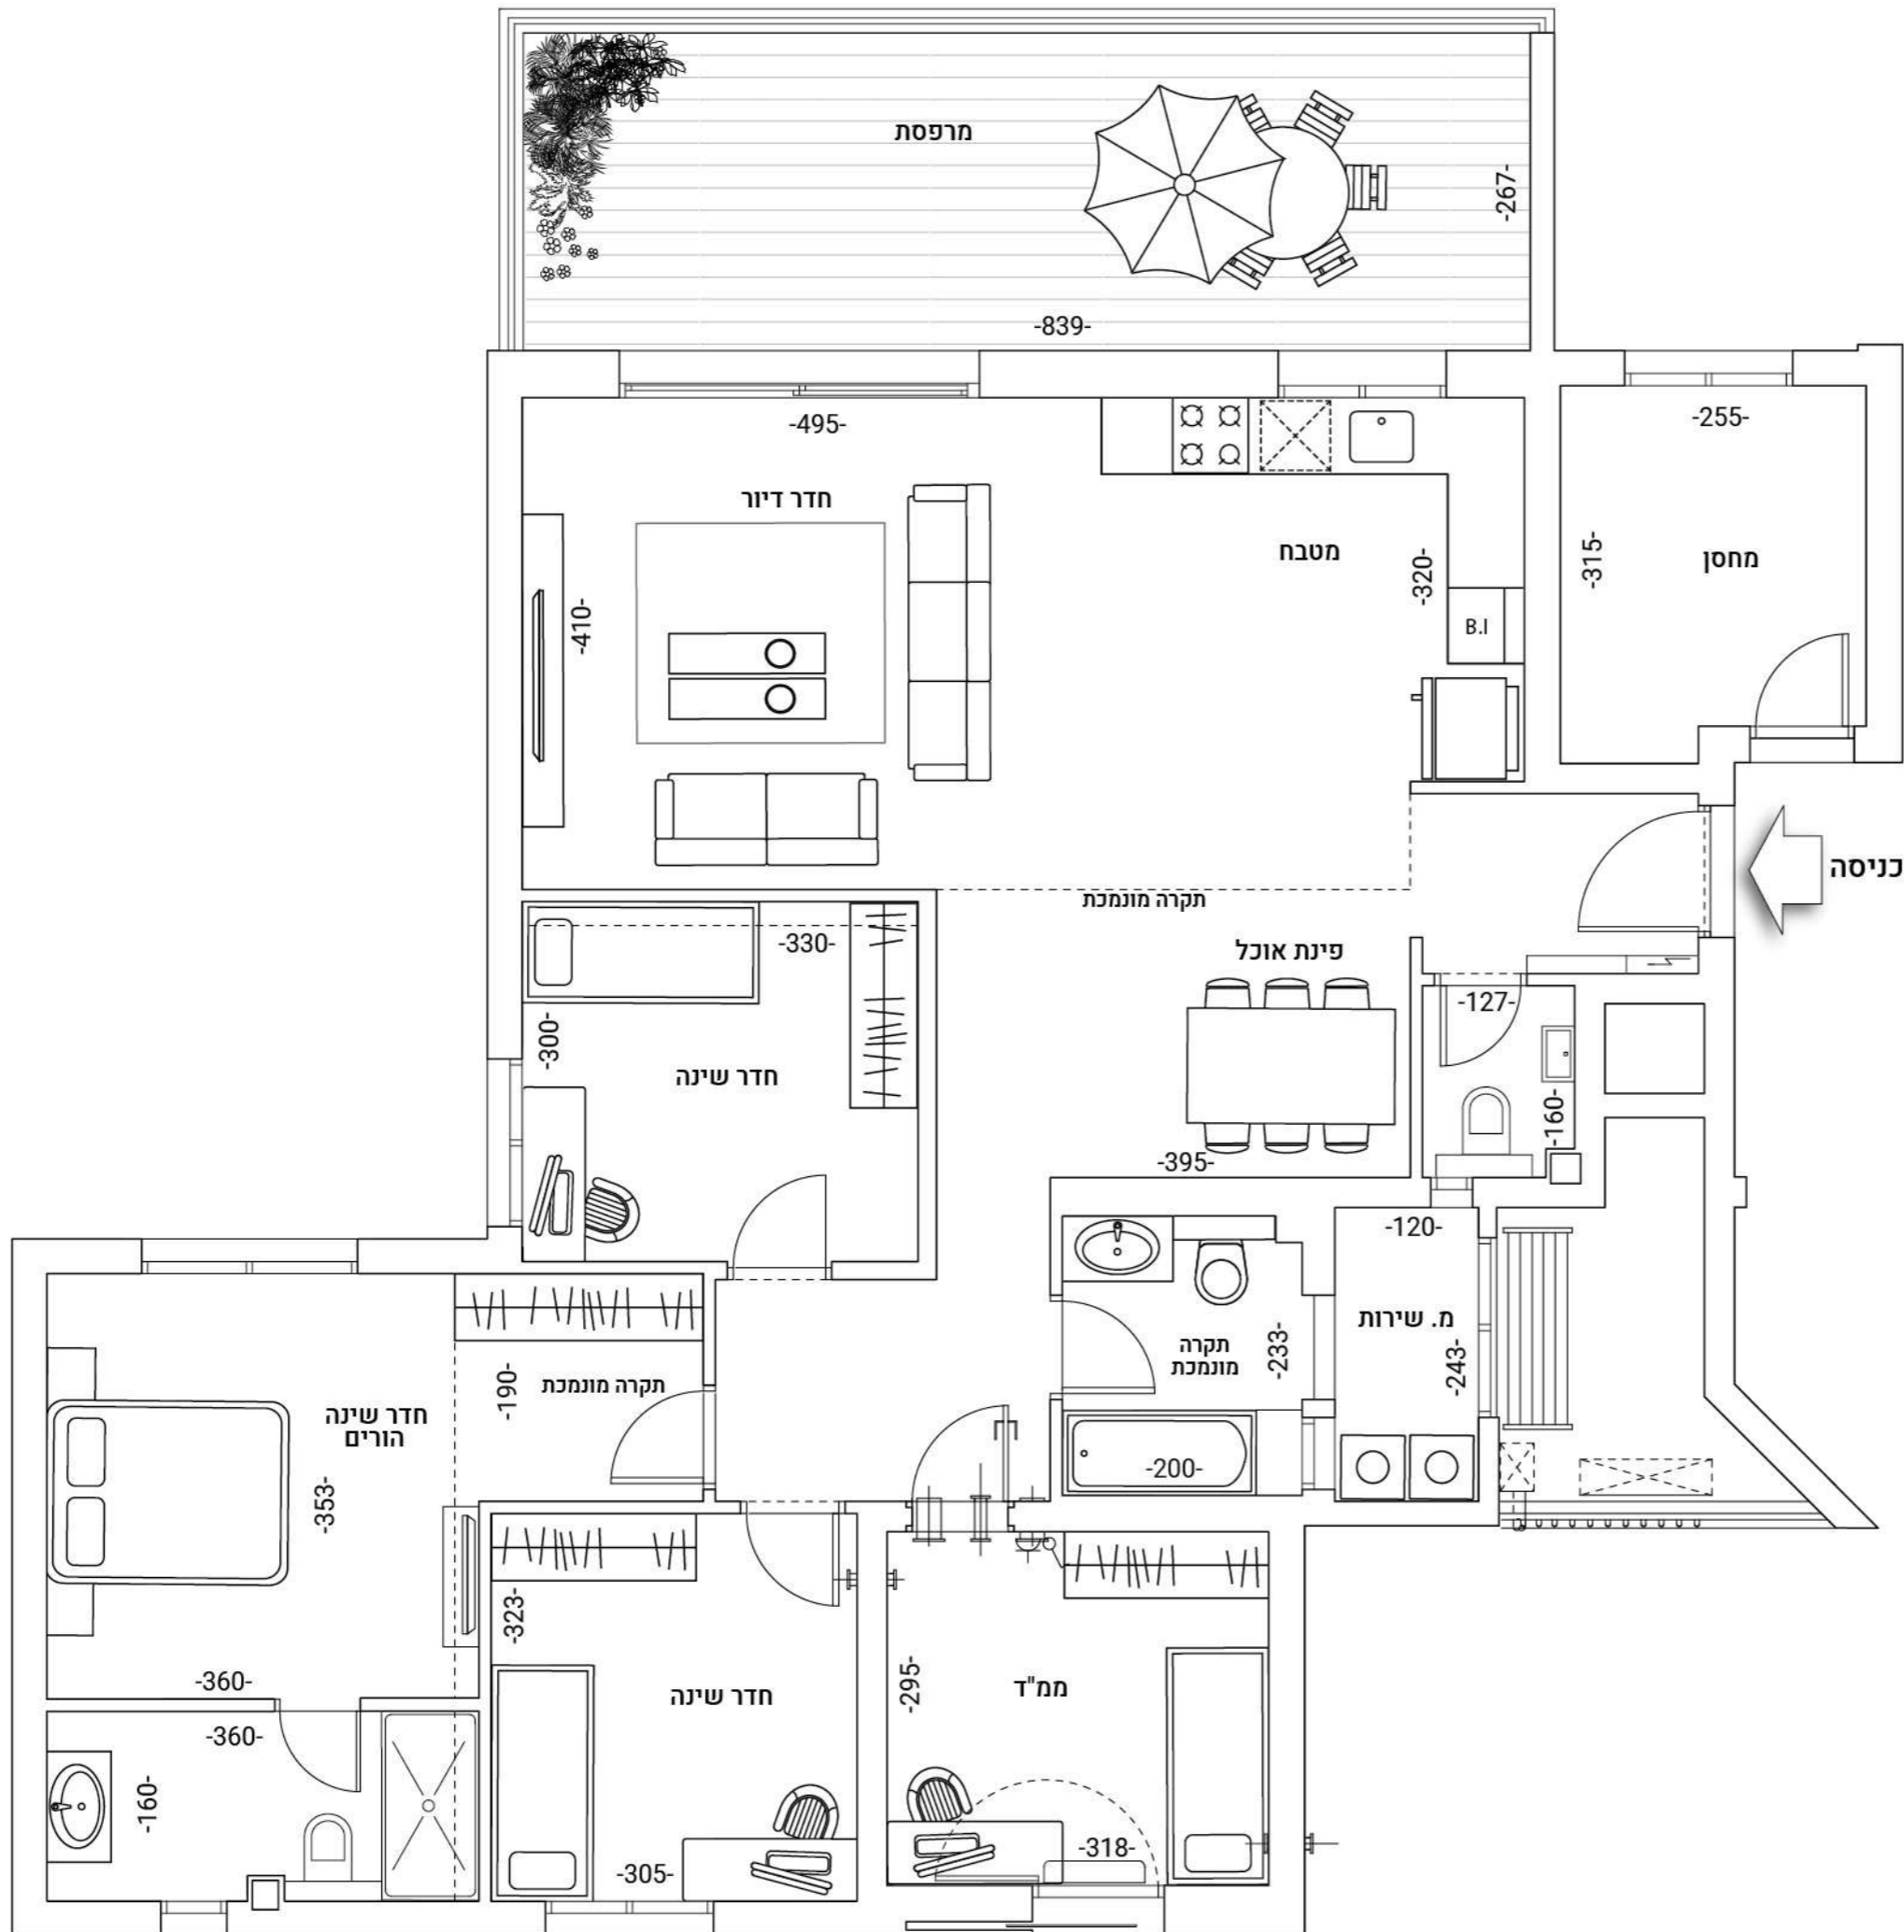 מרפסת
-267-
-839-
-495-
-255-
חדר דיור
מטבח
מחסן
-315-
-320-
-410-
B.I
כניסה
תקרה מונמכת
פינת אוכל
-330-
-300-
-127-
חדר שינה
-160-
-395-
-120-
מ. שירות
תקרה
מונמכת
-233-
-243-
-190-
תקרה מונמכת
חדר שינה
הורים
-200-
-353-
-323-
-295-
ממ"ד
חדר שינה
-360-
-360-
-160-
-318-
-305-